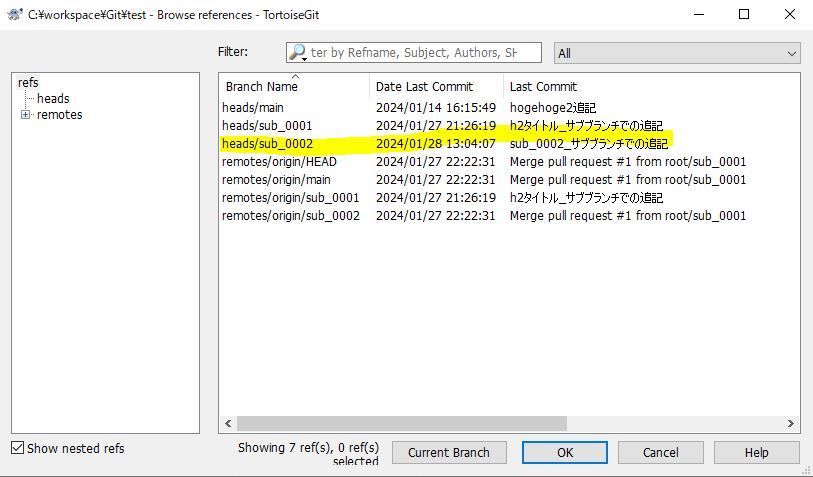 C:¥workspace¥Git¥test - Browse references - TortoiseGit
Filter:
ter by Refname, Subject, Authors, SH
All
refs
heads
remotes
Branch Name Date Last Commit Last Commit
heads/main 2024/01/14 16:15:49 hogehoge2追記
heads/sub_0001 2024/01/27 21:26:19 h2タイトル_サブブランチでの追記
heads/sub_0002 2024/01/28 13:04:07 sub_0002_サブブランチでの追記
remotes/origin/HEAD 2024/01/27 22:22:31 Merge pull request #1 from root/sub_0001
remotes/origin/main 2024/01/27 22:22:31 Merge pull request #1 from root/sub_0001
remotes/origin/sub_0001 2024/01/27 21:26:19 h2タイトル_サブブランチでの追記
remotes/origin/sub_0002 2024/01/27 22:22:31 Merge pull request #1 from root/sub_0001
Show nested refs
Showing 7 ref(s), 0 ref(s)
selected
Current Branch
OK
Cancel
Help